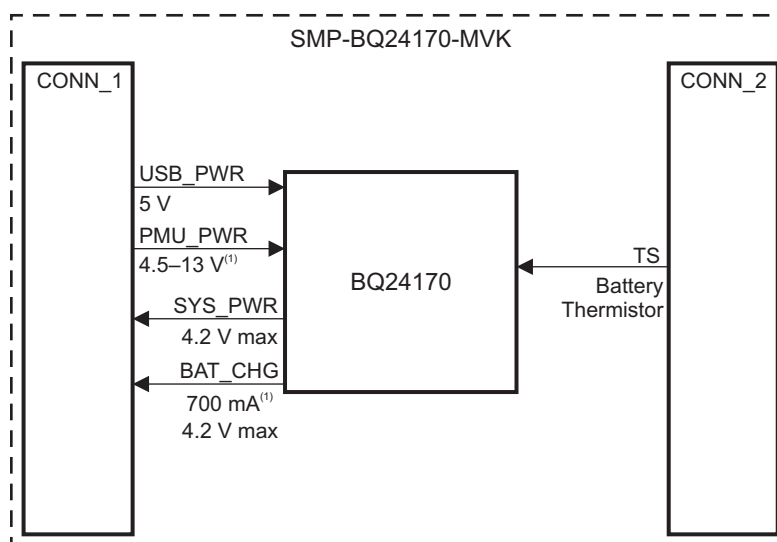 SMP-BQ24170-MVK
CONN_1
CONN_2
USB_PWR
5 V
PMU_PWR
4.5–13 V(1)
SYS_PWR
4.2 V max
BAT_CHG
700 mA(1)
4.2 V max
BQ24170
TS
Battery
Thermistor